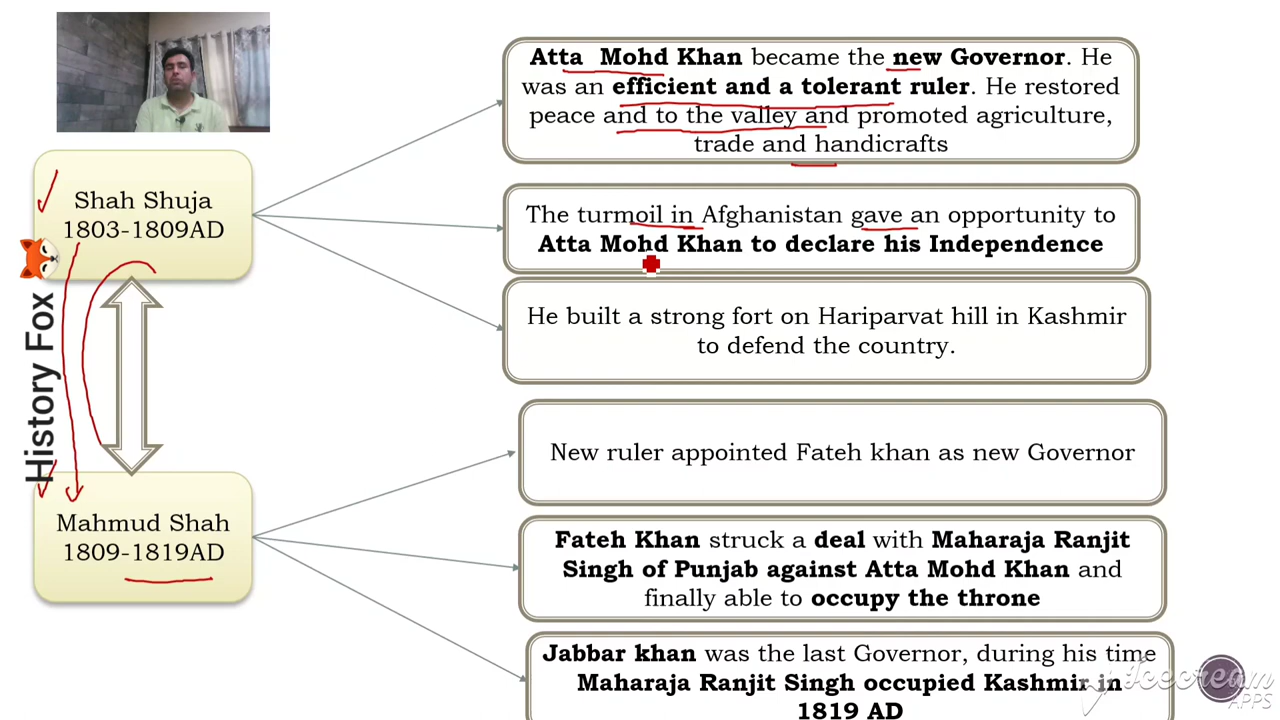 Atta Mohd Khan became the new Governor. He
was an efficient and a tolerant ruler. He restored
peace and to the valley and promoted agriculture,
trade and handicrafts
Shah Shuja
1803-1809AD
The turmoil in Afghanistan gave an opportunity to
Atta Mohd Khan to declare his Independence
He built a strong fort on Hariparvat hill in Kashmir
to defend the country.
History Fox
New ruler appointed Fateh khan as new Governor
Mahmud Shah
1809-1819AD
Fateh Khan struck a deal with Maharaja Ranjit
Singh of Punjab against Atta Mohd Khan and
finally able to occupy the throne
Jabbar khan was the last Governor, during his time
Maharaja Ranjit Singh occupied Kashmir in
1819 AD
Icecream
APPS